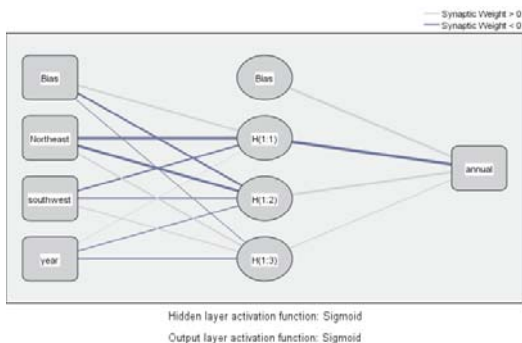 Synaptic Weight > 0
Synaptic Weight < 0
Bias
Bias
Northeast
H(1:1)
annual
southwest
H(1:2)
year
H(1:3)
Hidden layer activation function: Sigmoid
Output layer activation function: Sigmoid